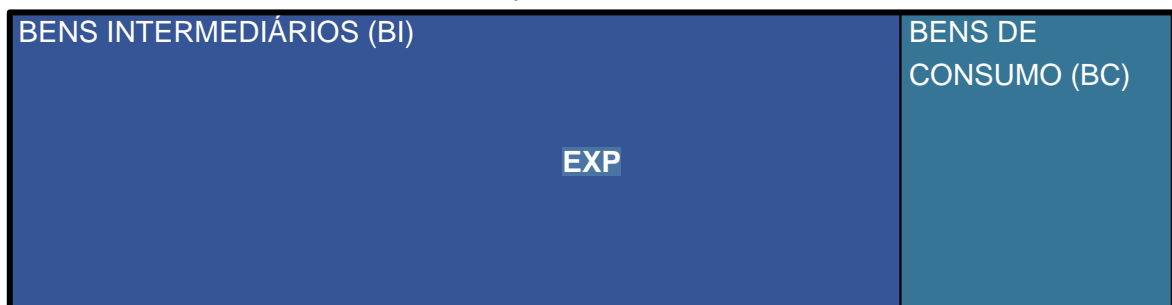 BENS INTERMEDIÁRIOS (BI)
BENS DE
CONSUMO (BC)
EXP